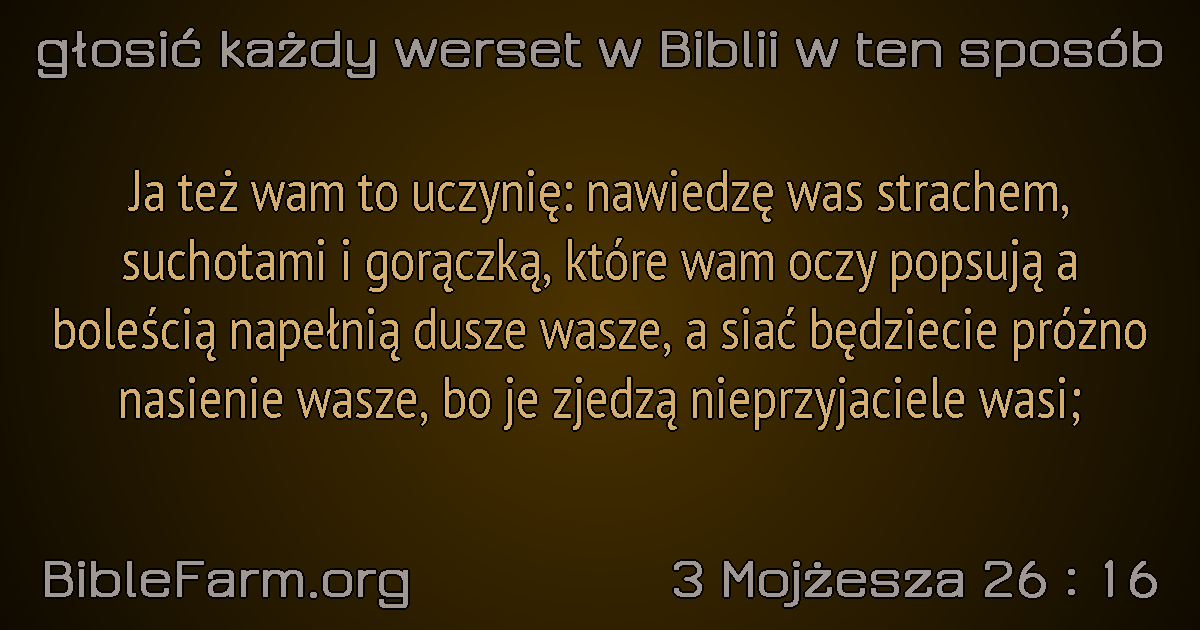 głosić każdy werset w Biblii w ten sposób
Ja też wam to uczynię: nawiedzę was strachem,
suchotami i gorączką, które wam oczy popsują a
boleścią napełnią dusze wasze, a siać będziecie próżno
nasienie wasze, bo je zjedzą nieprzyjaciele wasi;
BibleFarm.org
3 Mojżesza 26 : 16